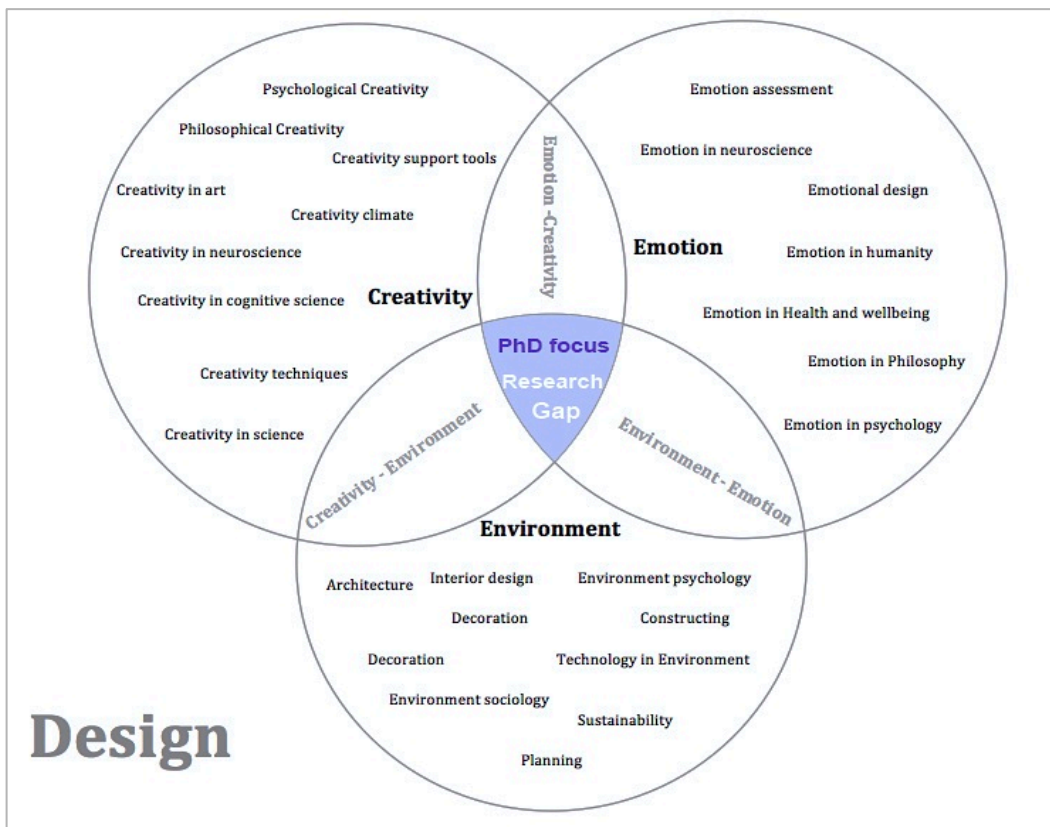 Psychological Creativity
Philosophical Creativity
Creativity support tools
Creativity in art
Creativity climate
Creativity in neuroscience
Creativity in cognitive science
Creativity
Creativity techniques
Creativity in science
Emotion -Creativity
Emotion assessment
Emotion in neuroscience
Emotional design
Emotion
Emotion in humanity
Emotion in Health and wellbeing
Emotion in Philosophy
Emotion in psychology
PhD focus
Research
Gap
Creativity - Environment
Environment - Emotion
Environment
Architecture
Interior design
Environment psychology
Decoration
Constructing
Decoration
Technology in Environment
Environment sociology
Sustainability
Planning
Design